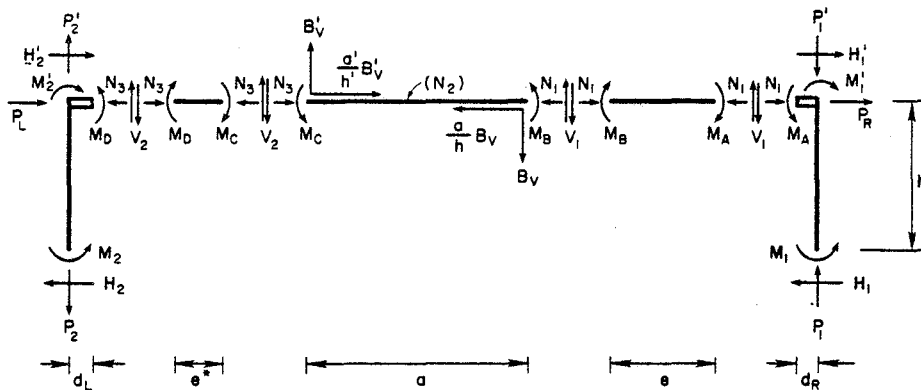 P₂′
B_V′
P₁′
H₂′
a′/h′ B_V′
H₁′
M₂′ N₃ N₃ N₃ N₃ (N₂) N₁ N₁ N₁ N₁ M₁′
P_L M_D V₂ M_D M_C V₂ M_C a/h B_V M_B V₁ M_B M_A V₁ M_A P_R
B_V
M₂ M₁
H₂ H₁
P₂ P₁
d_L e* a e d_R